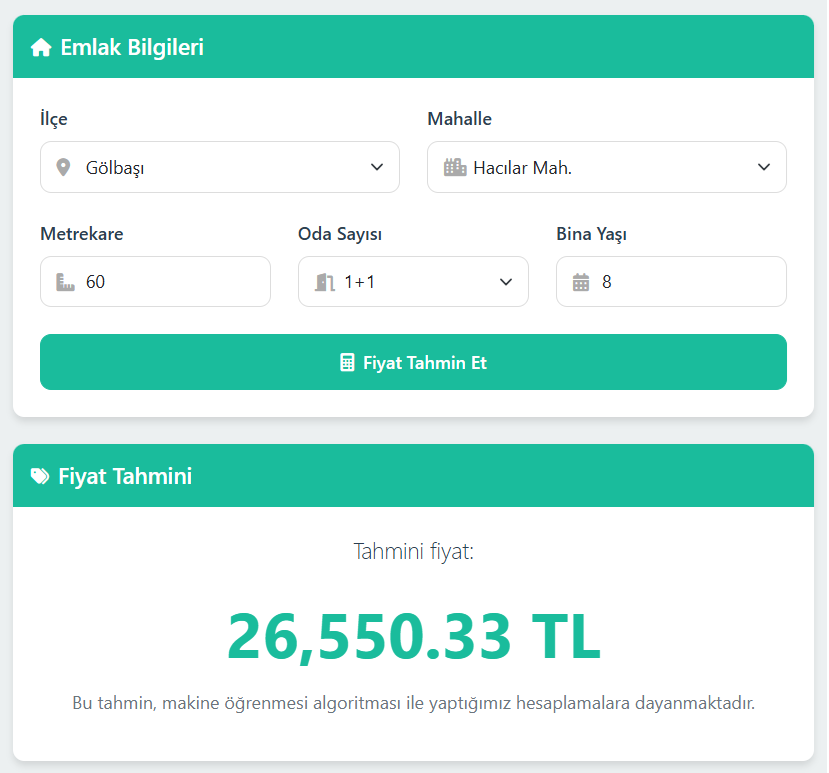 Emlak Bilgileri
İlçe
Mahalle
Gölbaşı
Hacılar Mah.
Metrekare
Oda Sayısı
Bina Yaşı
60
1+1
8
Fiyat Tahmin Et
Fiyat Tahmini
Tahmini fiyat:
26,550.33 TL
Bu tahmin, makine öğrenmesi algoritması ile yaptığımız hesaplamalara dayanmaktadır.